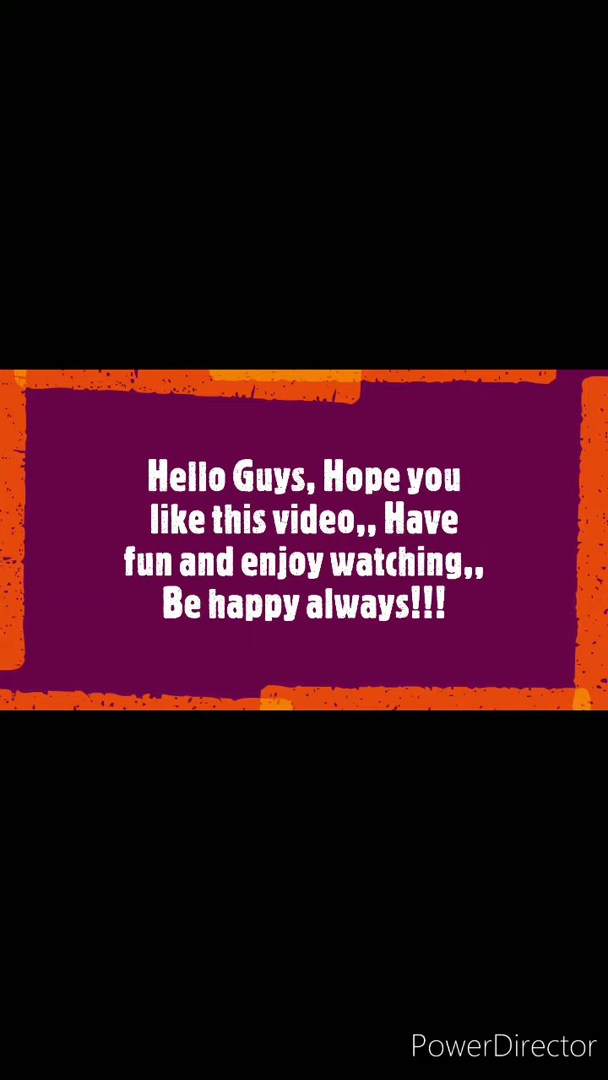 Hello Guys, Hope you
like this video,, Have
fun and enjoy watching,,
Be happy always!!!
PowerDirector